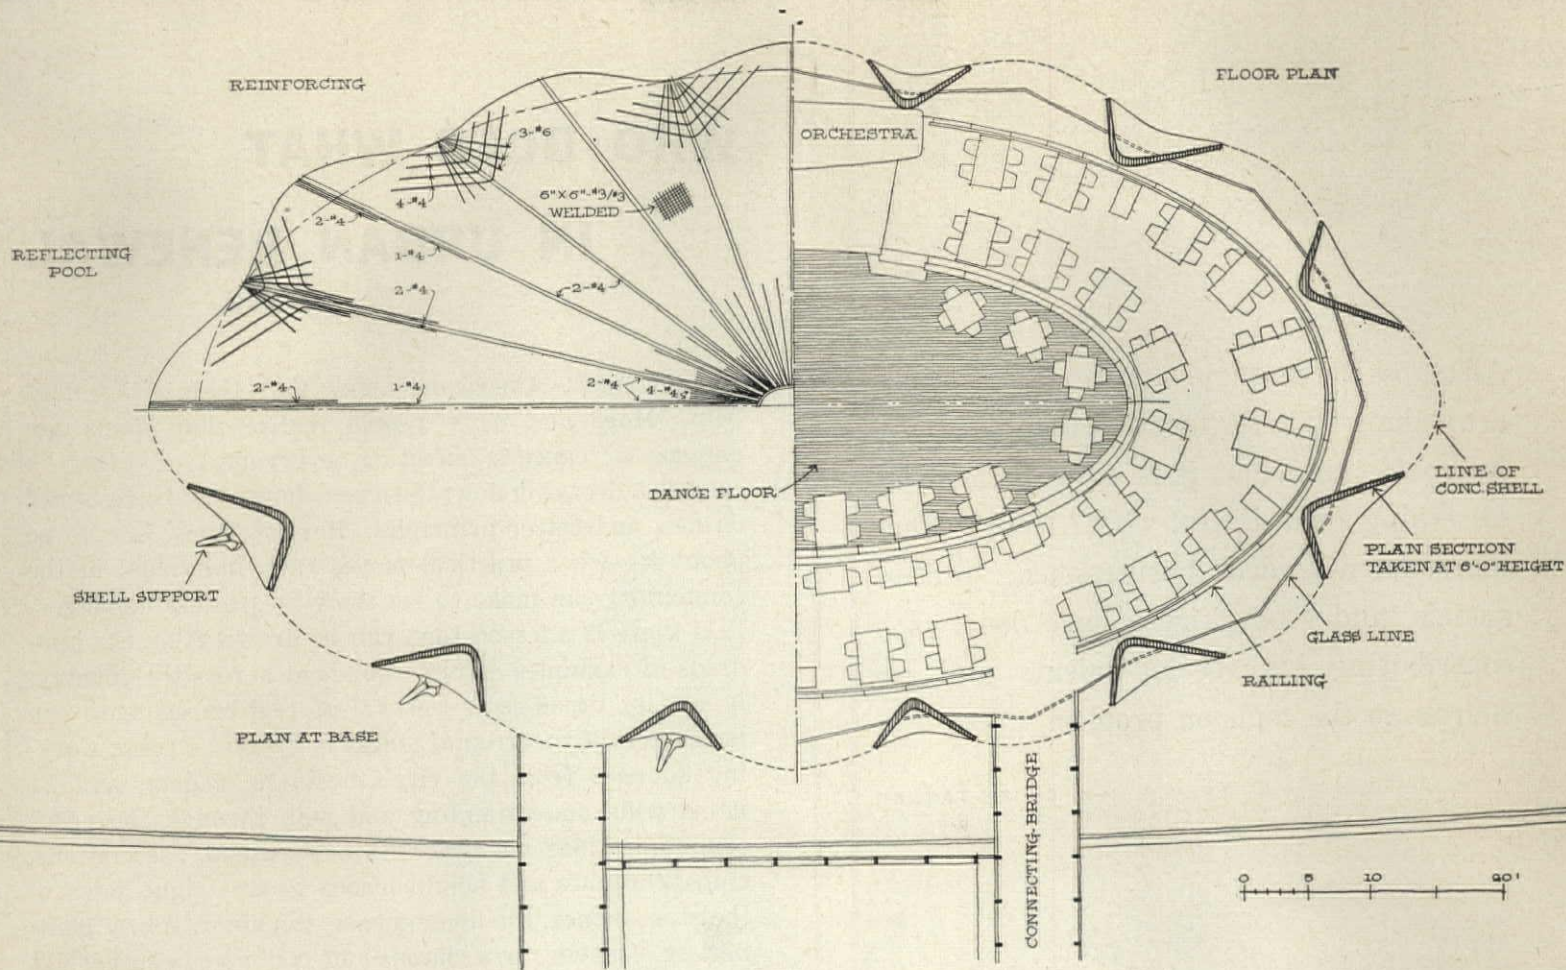 REINFORCING
FLOOR PLAN
ORCHESTRA
3-#6
4-#4
6"X6"-#3/#3
WELDED
2-#4
1-#4
REFLECTING
POOL
2-#4
2-#4
2-#4
1-#4
2-#4
4-#4
DANCE FLOOR
LINE OF
CONC. SHELL
PLAN SECTION
TAKEN AT 6'-0" HEIGHT
SHELL SUPPORT
GLASS LINE
RAILING
PLAN AT BASE
CONNECTING-BRIDGE
0 5 10 20'